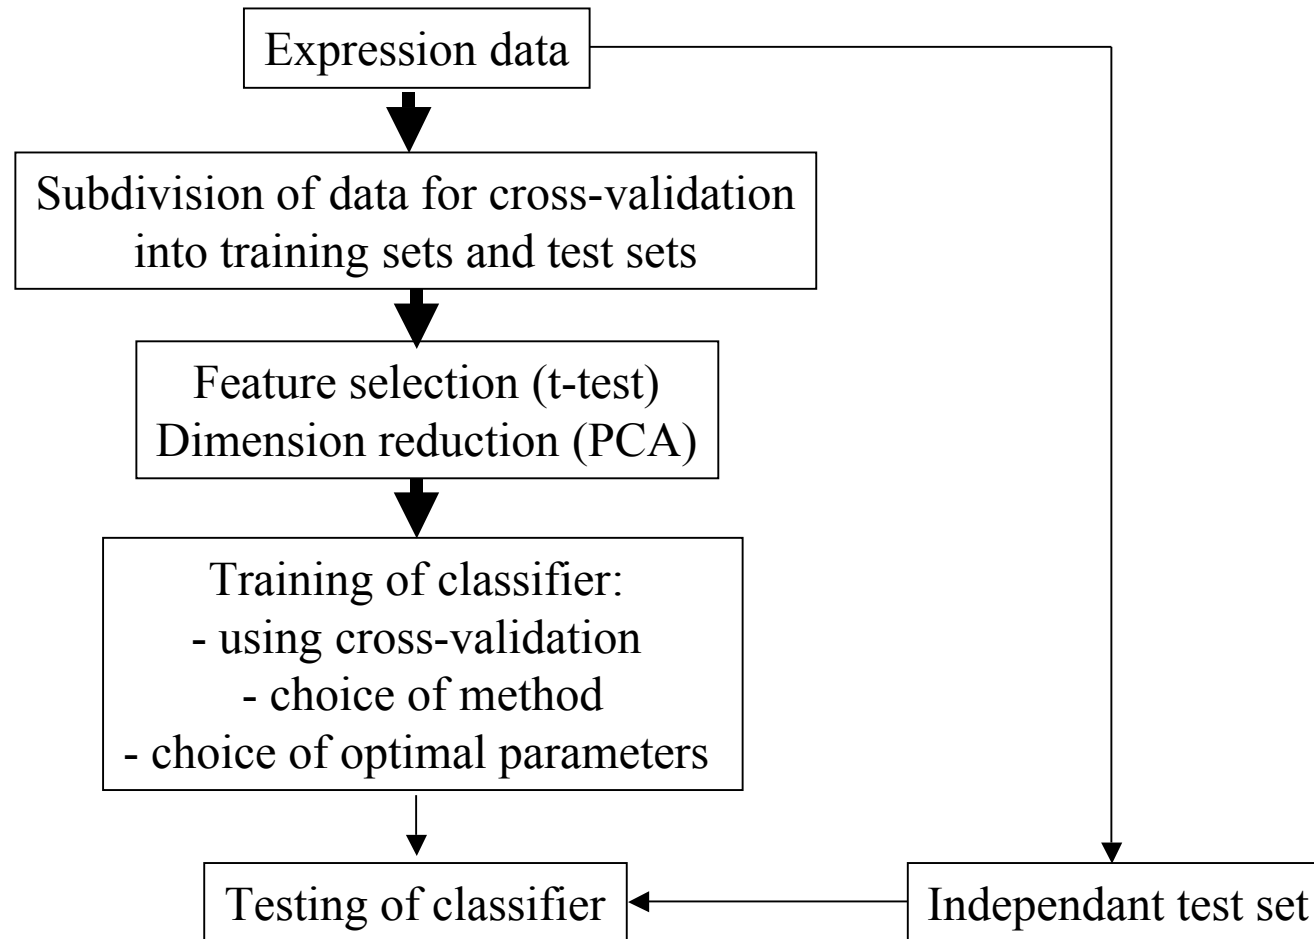 Expression data
Subdivision of data for cross-validation
into training sets and test sets
Feature selection (t-test)
Dimension reduction (PCA)
Training of classifier:
- using cross-validation
- choice of method
- choice of optimal parameters
Testing of classifier
Independant test set